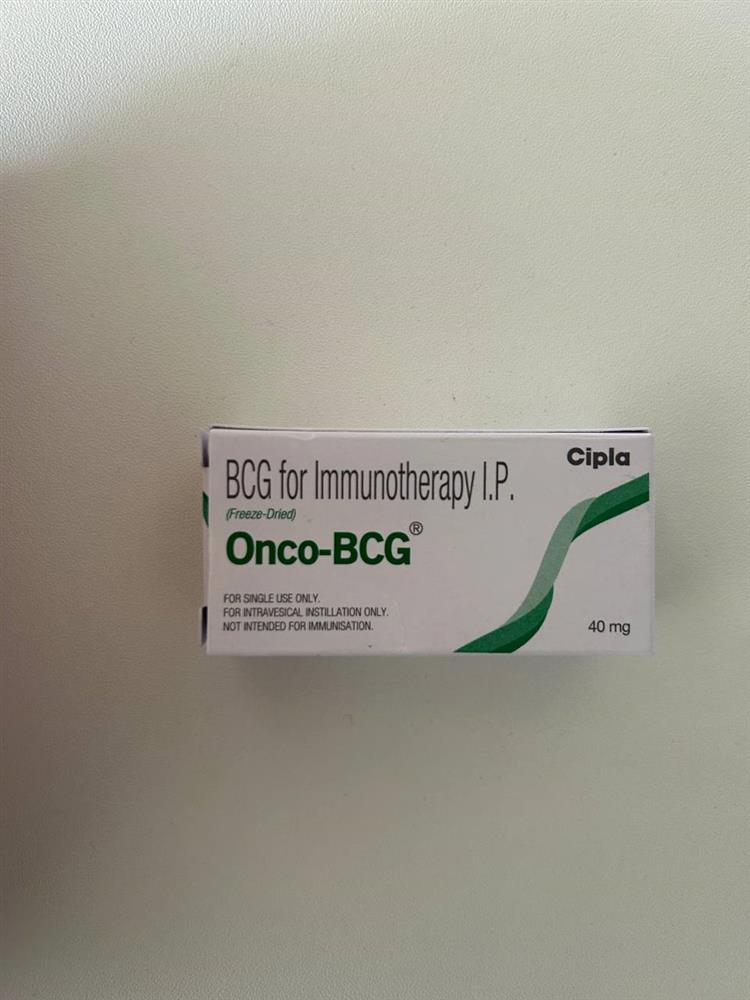 Cipla
BCG for Immunotherapy I.P.
(Freeze-Dried)
Onco-BCG®
FOR SINGLE USE ONLY.
FOR INTRAVESICAL INSTILLATION ONLY.
NOT INTENDED FOR IMMUNISATION.
40 mg